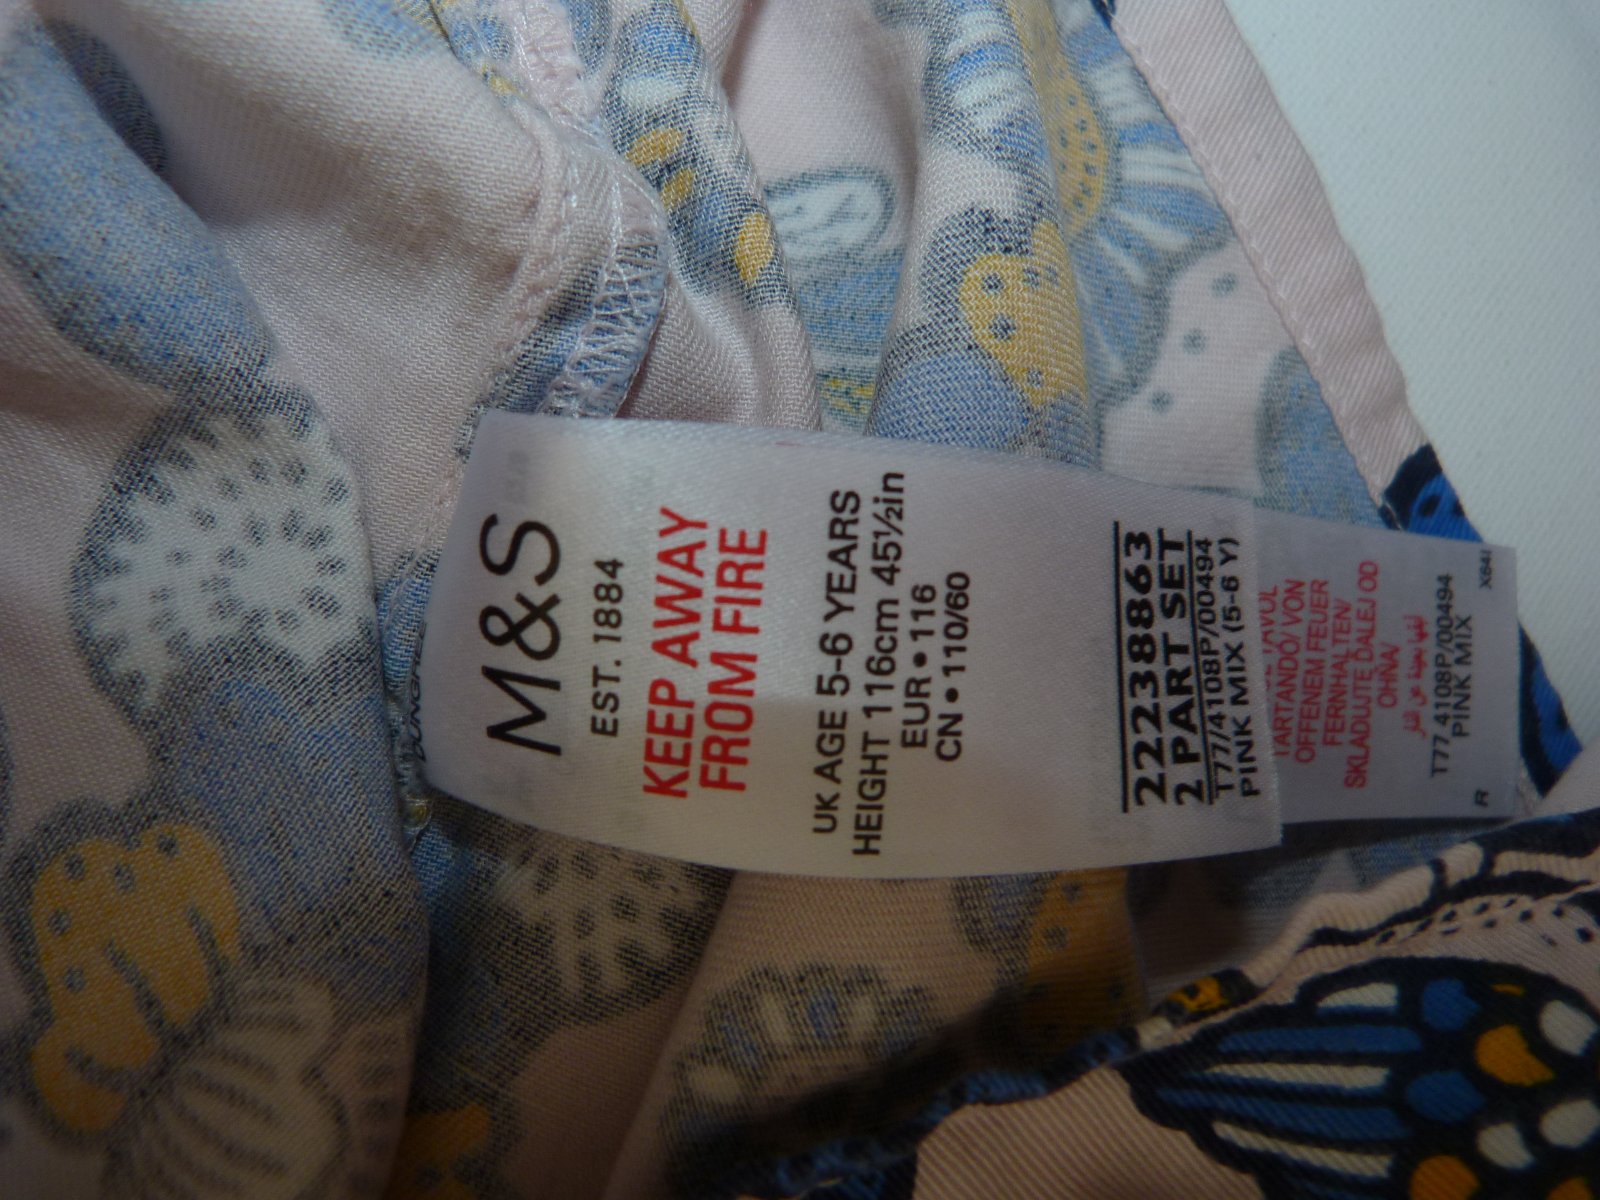 M&S
EST. 1884
KEEP AWAY
FROM FIRE
UK AGE 5-6 YEARS
HEIGHT 116cm 45½in
EUR • 116
CN • 110/60
22238863
2 PART SET
T77/4108P/00494
PINK MIX (5-6 Y)
TARTANDÓ/ VON
OFFENEM FEUER
FERNHALTEN/
SKLADUJTE DALEJ OD
OHŇA/
T77 4108P/00494
PINK MIX
R X64I